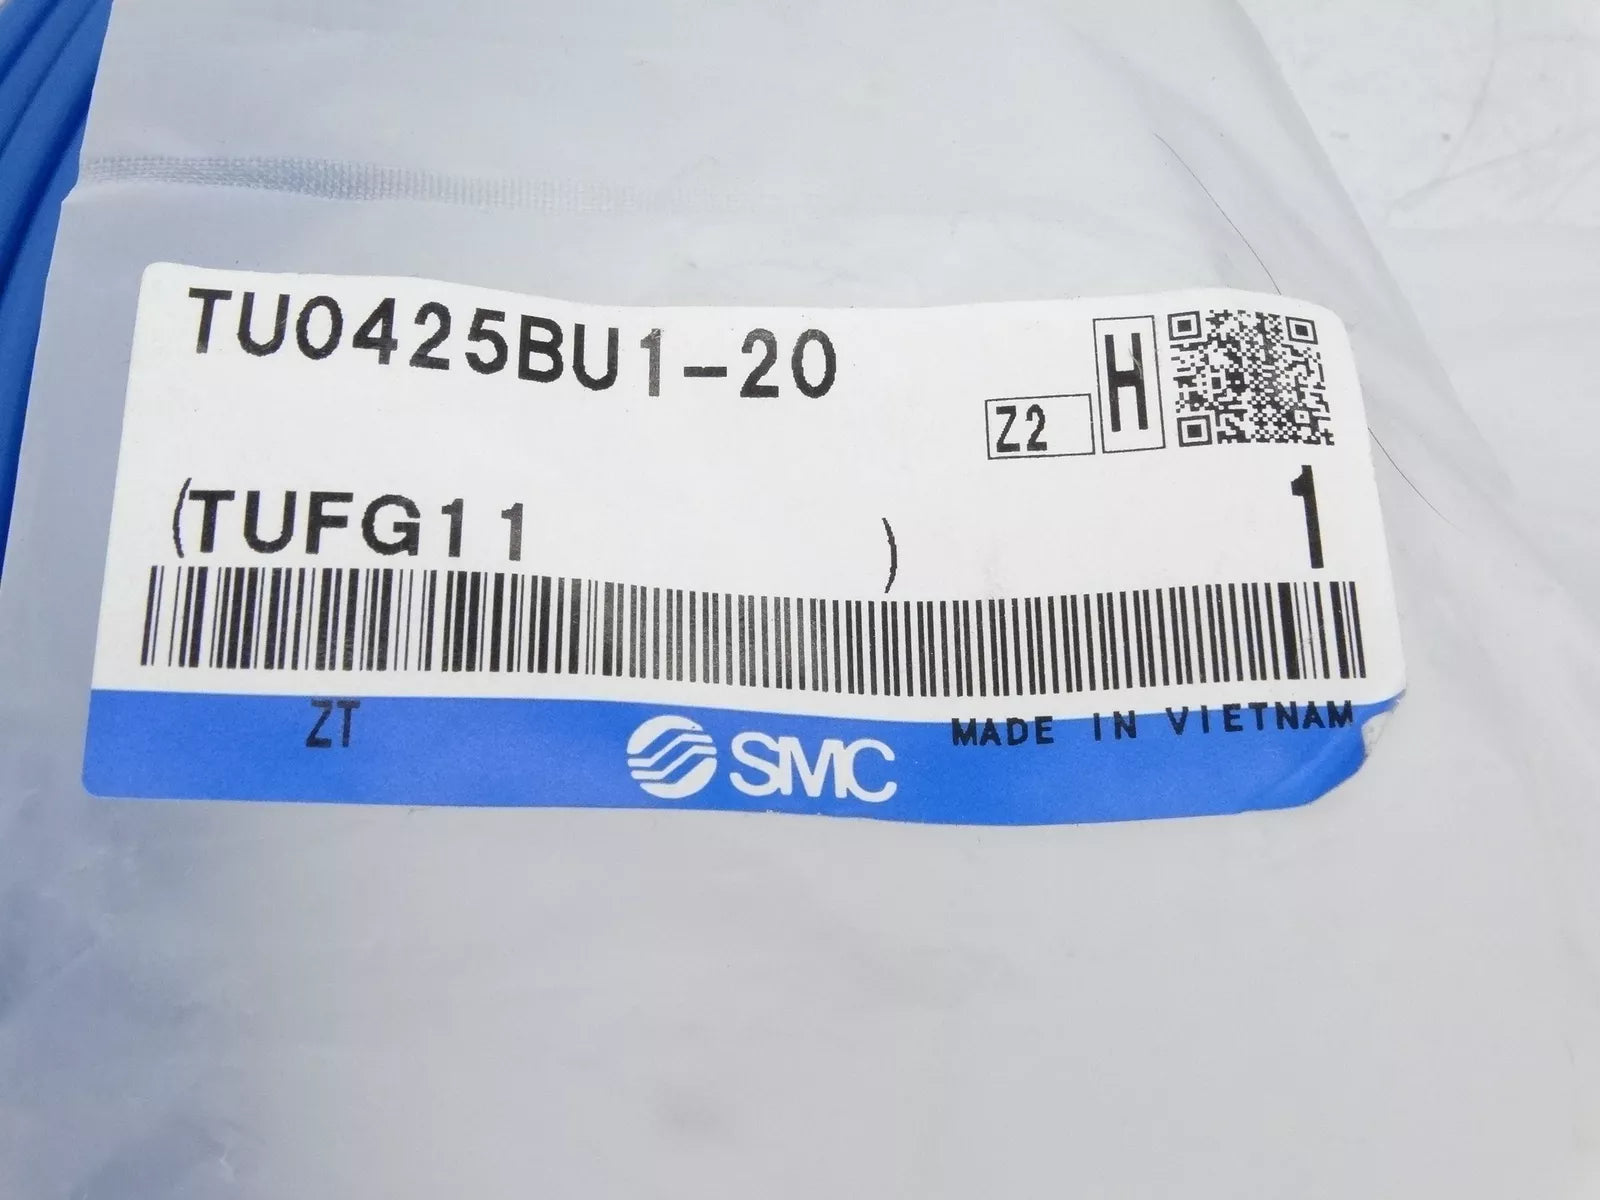 TU0425BU1-20
Z2
H
(TUFG11 )
1
ZT
SMC
MADE IN VIETNAM